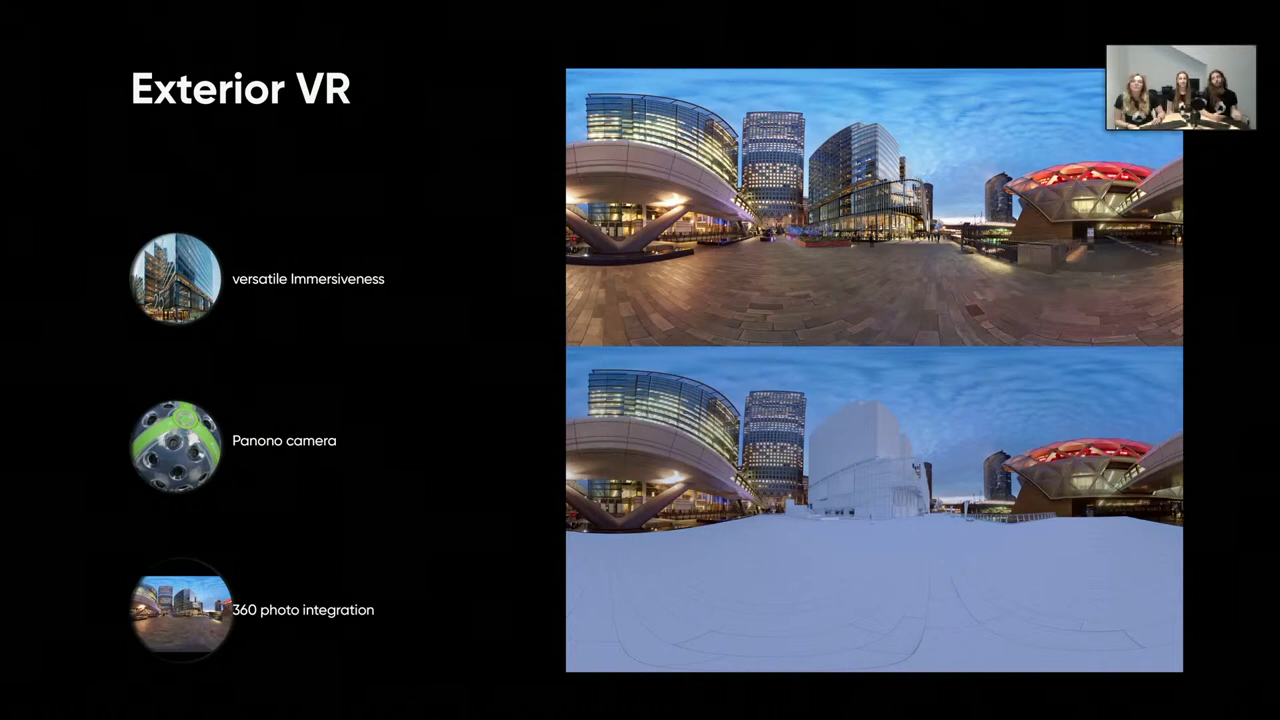 Exterior VR
versatile Immersiveness
Panono camera
360 photo integration